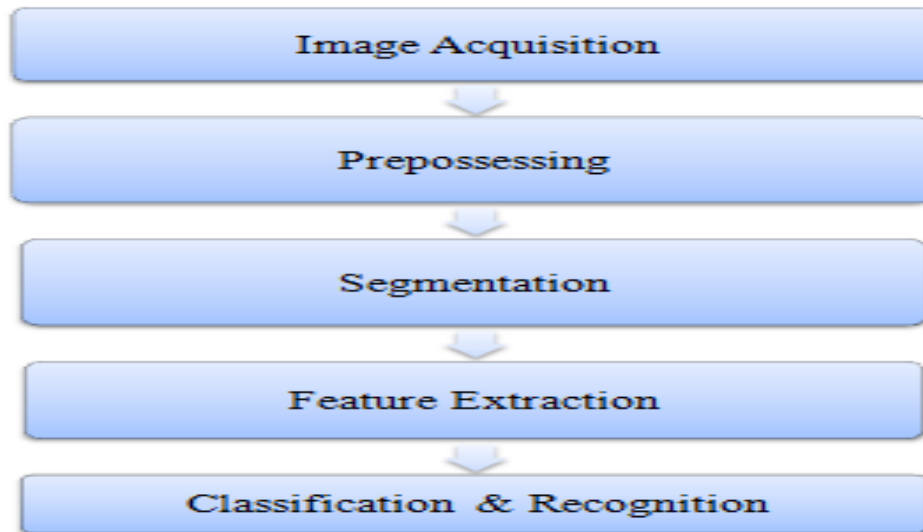 Image Acquisition
Prepossessing
Segmentation
Feature Extraction
Classification & Recognition